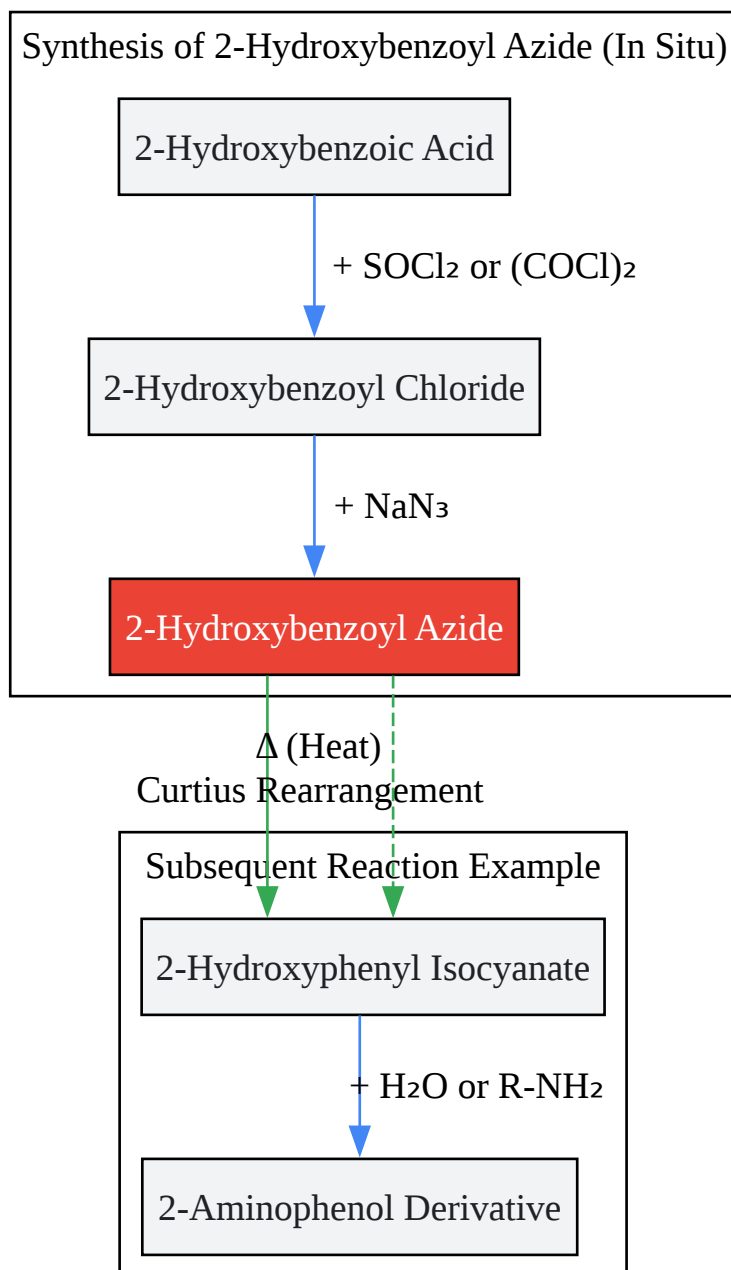 Synthesis of 2-Hydroxybenzoyl Azide (In Situ)
2-Hydroxybenzoic Acid
+ SOCl₂ or (COCl)₂
2-Hydroxybenzoyl Chloride
+ NaN₃
2-Hydroxybenzoyl Azide
Δ (Heat)
Curtius Rearrangement
Subsequent Reaction Example
2-Hydroxyphenyl Isocyanate
+ H₂O or R-NH₂
2-Aminophenol Derivative